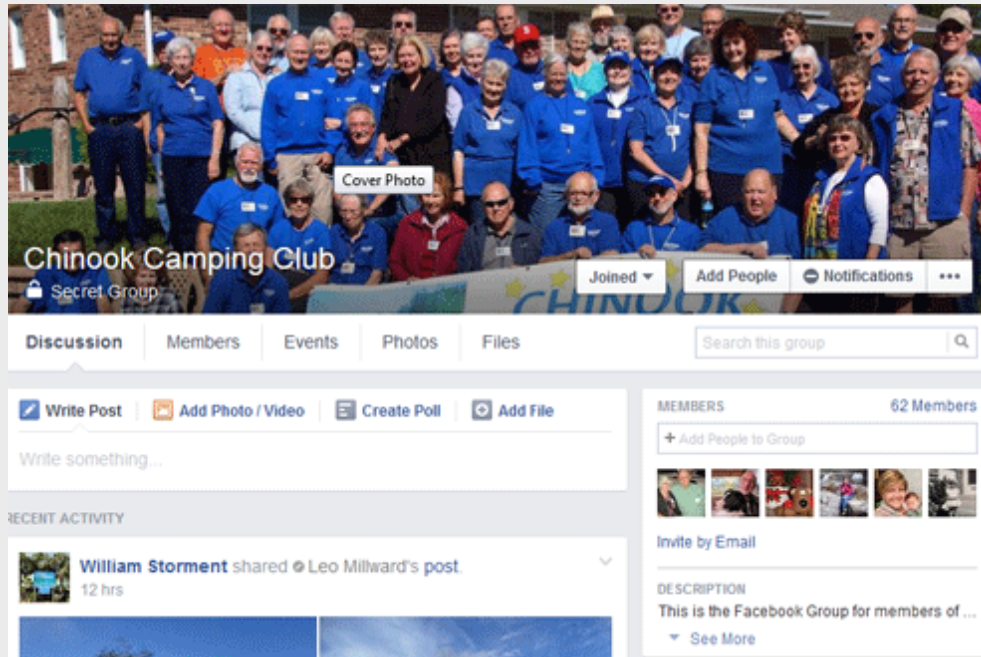 Cover Photo
Chinook Camping Club
Secret Group
CHINOOK
Joined
Add People
Notifications
Discussion
Members
Events
Photos
Files
Search this group
Write Post
Add Photo / Video
Create Poll
Add File
Write something...
RECENT ACTIVITY
William Storment shared Leo Millward's post.
12 hrs
MEMBERS
62 Members
+ Add People to Group
Invite by Email
DESCRIPTION
This is the Facebook Group for members of ...
See More